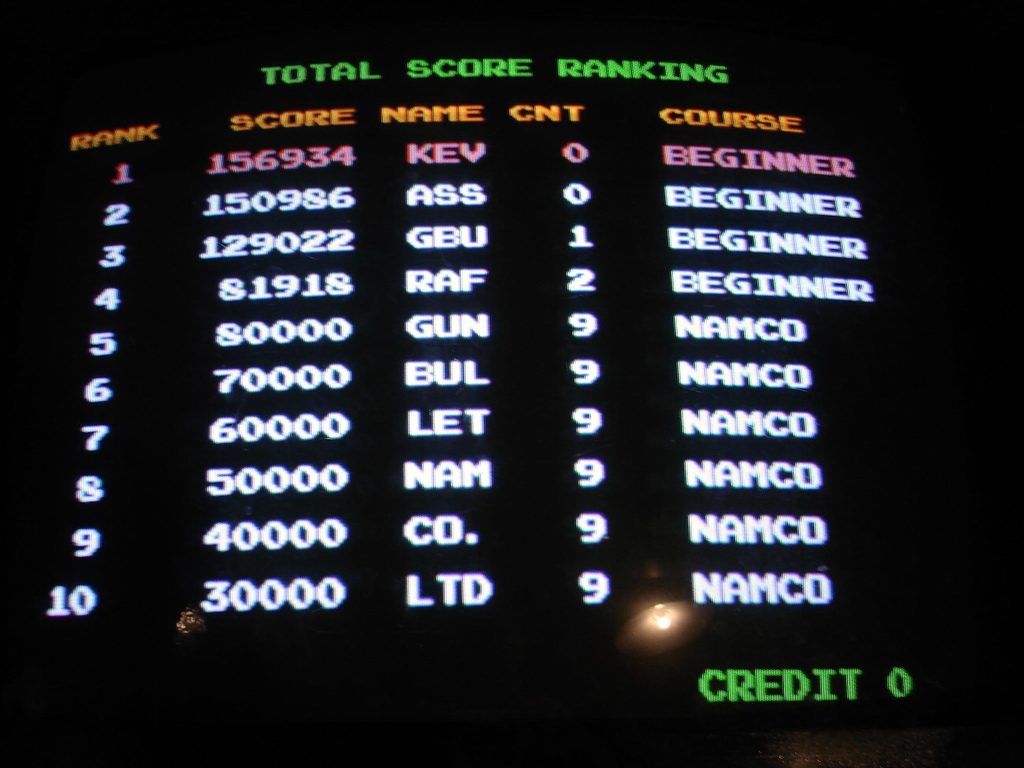 TOTAL SCORE RANKING
RANK SCORE NAME CNT COURSE
1 156934 KEV 0 BEGINNER
2 150986 ASS 0 BEGINNER
3 129022 GBU 1 BEGINNER
4 81918 RAF 2 BEGINNER
5 80000 GUN 9 NAMCO
6 70000 BUL 9 NAMCO
7 60000 LET 9 NAMCO
8 50000 NAM 9 NAMCO
9 40000 CO. 9 NAMCO
10 30000 LTD 9 NAMCO
CREDIT 0